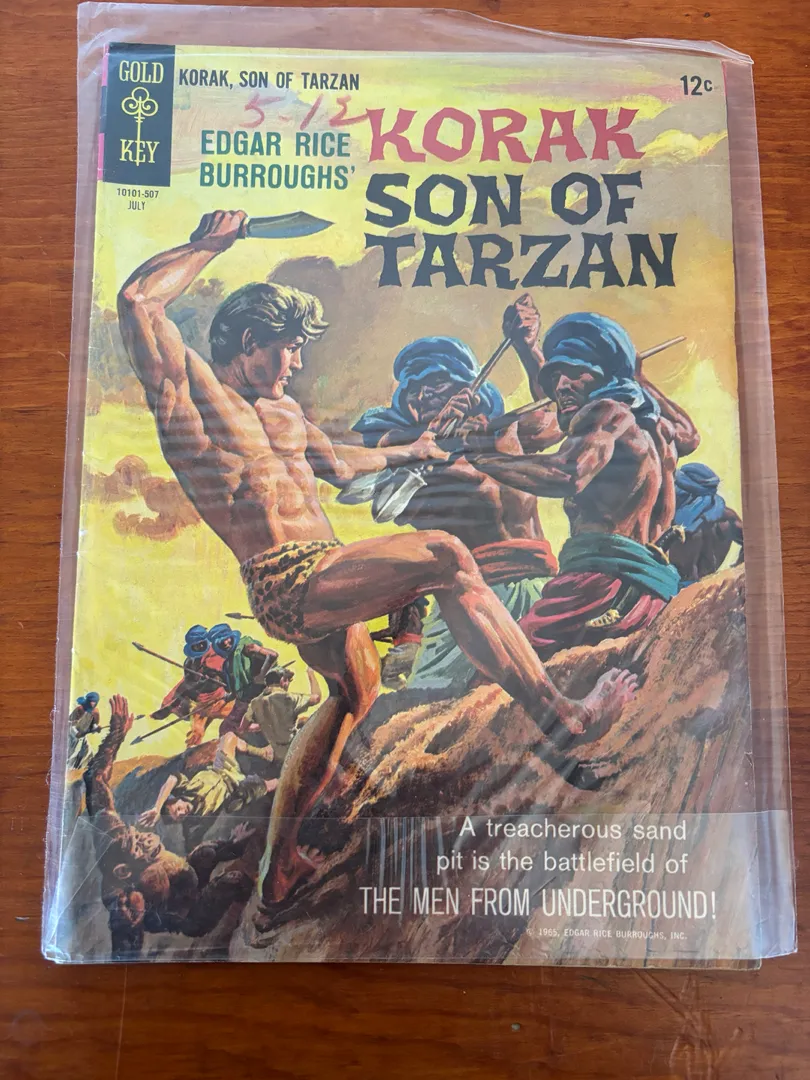 GOLD
KEY
KORAK, SON OF TARZAN
12c
5-12
EDGAR RICE
BURROUGHS'
KORAK
SON OF
TARZAN
10101-507
JULY
A treacherous sand
pit is the battlefield of
THE MEN FROM UNDERGROUND!
© 1965, EDGAR RICE BURROUGHS, INC.